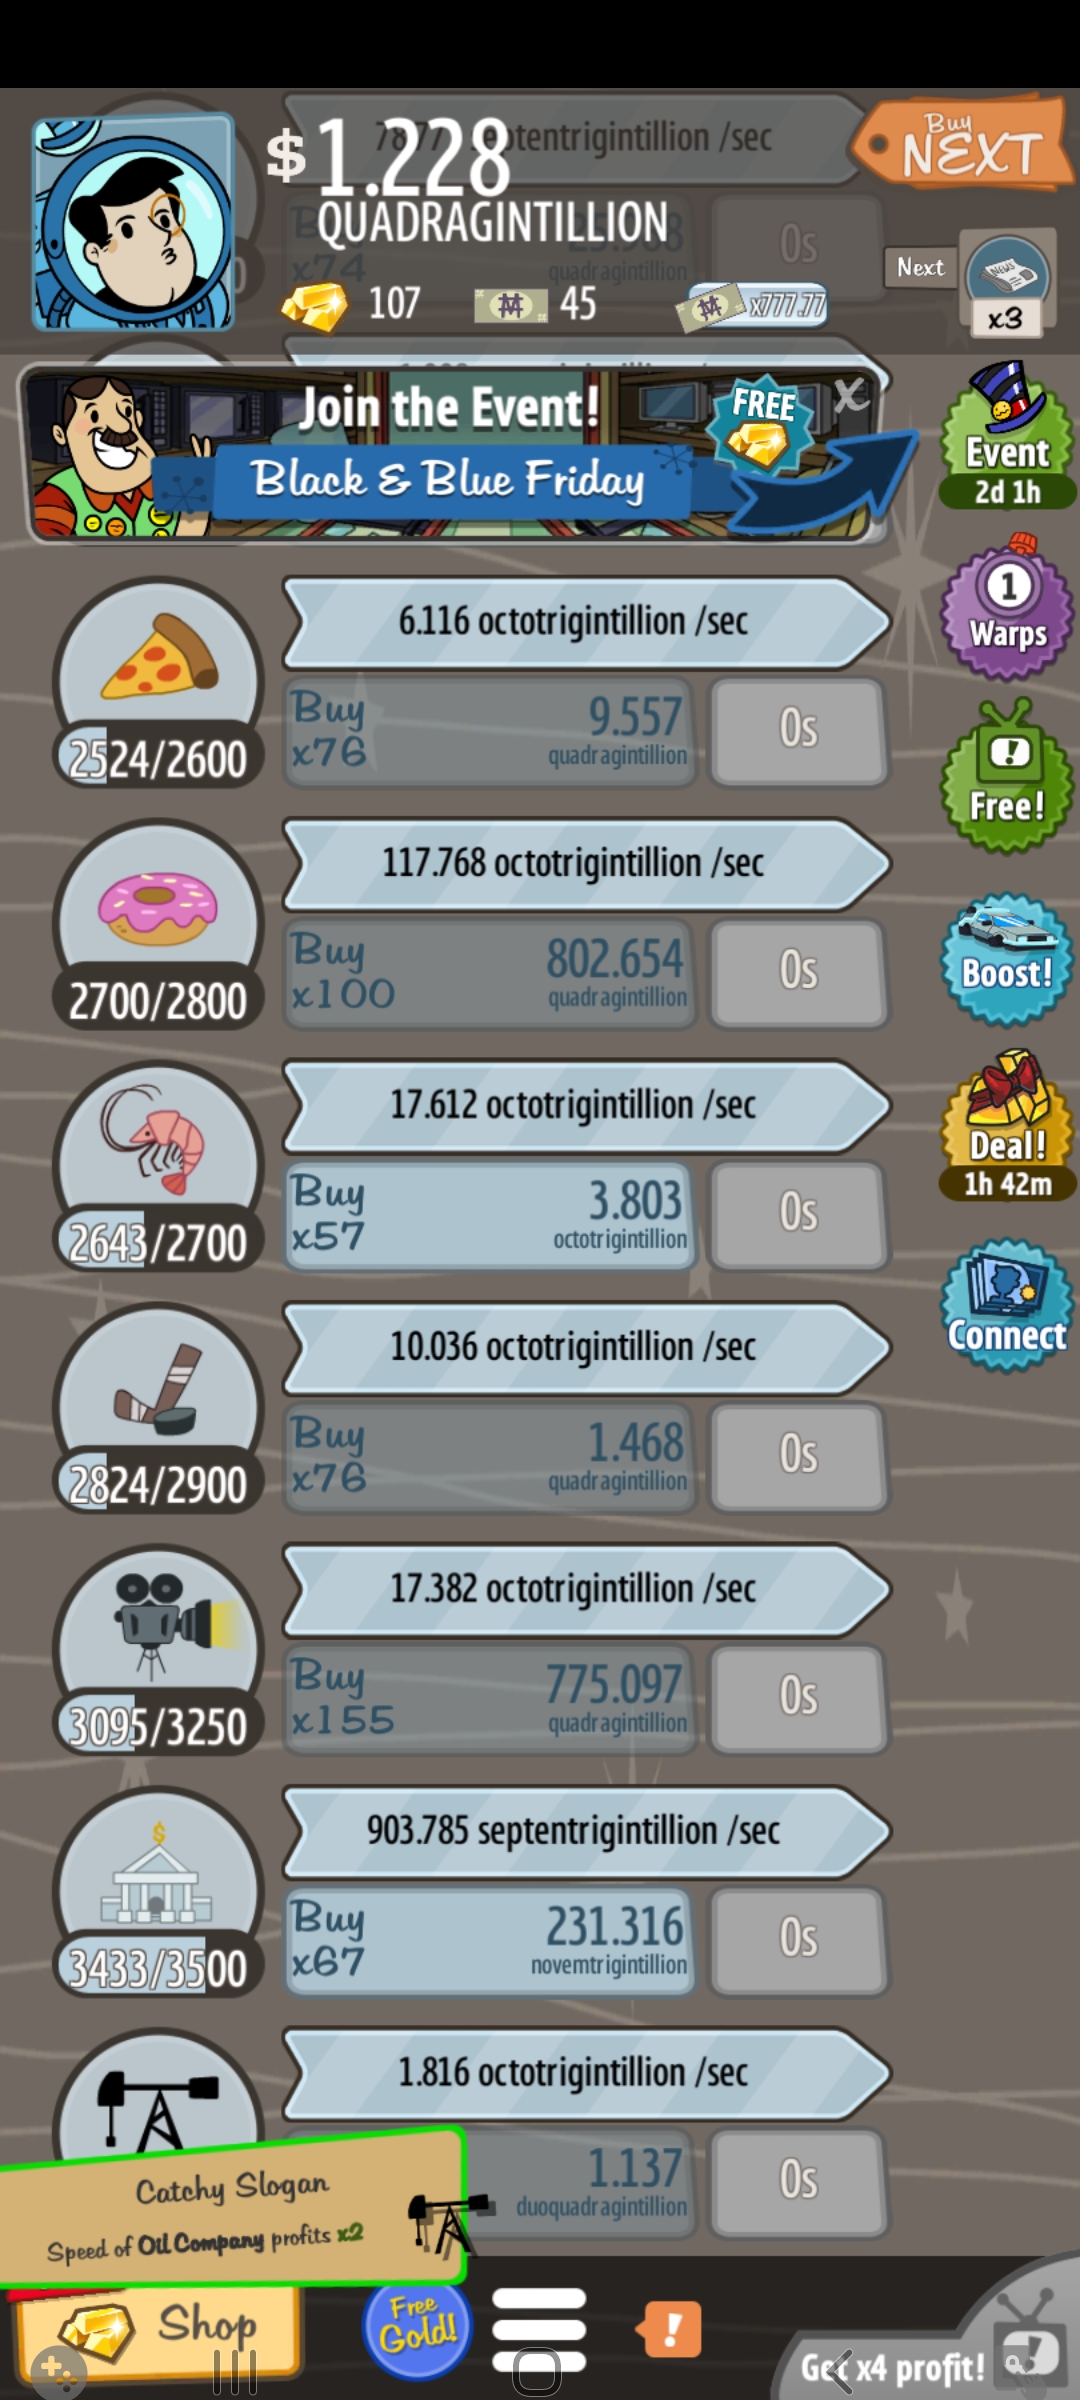 78.77 septentrigintillion /sec
$ 1.228
QUADRAGINTILLION
Buy
NEXT
x74
quadragintillion
0s
107
45
x777.77
Next
NEWS
x3
Join the Event!
FREE
X
Black & Blue Friday
Event
2d 1h
6.116 octotrigintillion /sec
Buy
x76
9.557
quadragintillion
0s
2524/2600
1
Warps
Free!
117.768 octotrigintillion /sec
Buy
x100
802.654
quadragintillion
0s
2700/2800
Boost!
17.612 octotrigintillion /sec
Buy
x57
3.803
octotrigintillion
0s
2643/2700
Deal!
1h 42m
10.036 octotrigintillion /sec
Buy
x76
1.468
quadragintillion
0s
2824/2900
Connect
17.382 octotrigintillion /sec
Buy
x155
775.097
quadragintillion
0s
3095/3250
903.785 septentrigintillion /sec
Buy
x67
231.316
novemtrigintillion
0s
3433/3500
1.816 octotrigintillion /sec
1.137
duoquadragintillion
0s
Catchy Slogan
Speed of Oil Company profits x2
Shop
Free
Gold!
!
Get x4 profit!